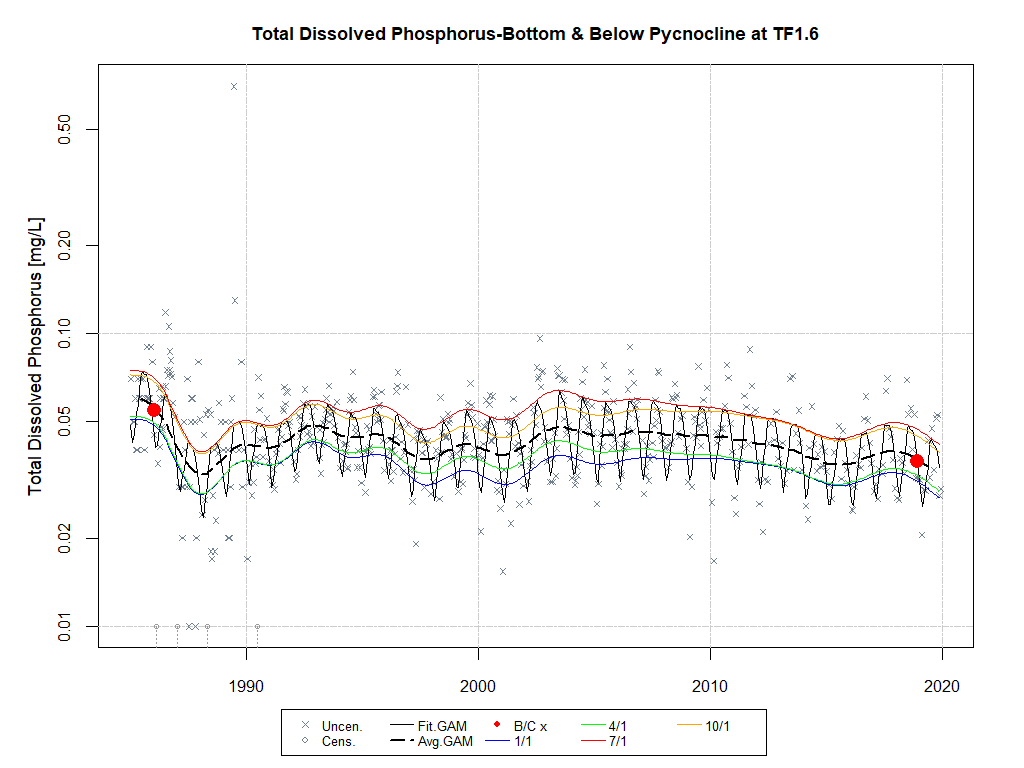 Total Dissolved Phosphorus-Bottom & Below Pycnocline at TF1.6
Total Dissolved Phosphorus [mg/L]
0.50
0.20
0.10
0.05
0.02
0.01
1990 2000 2010 2020
Uncen. Fit.GAM B/C x 4/1 10/1
Cens. Avg.GAM 1/1 7/1